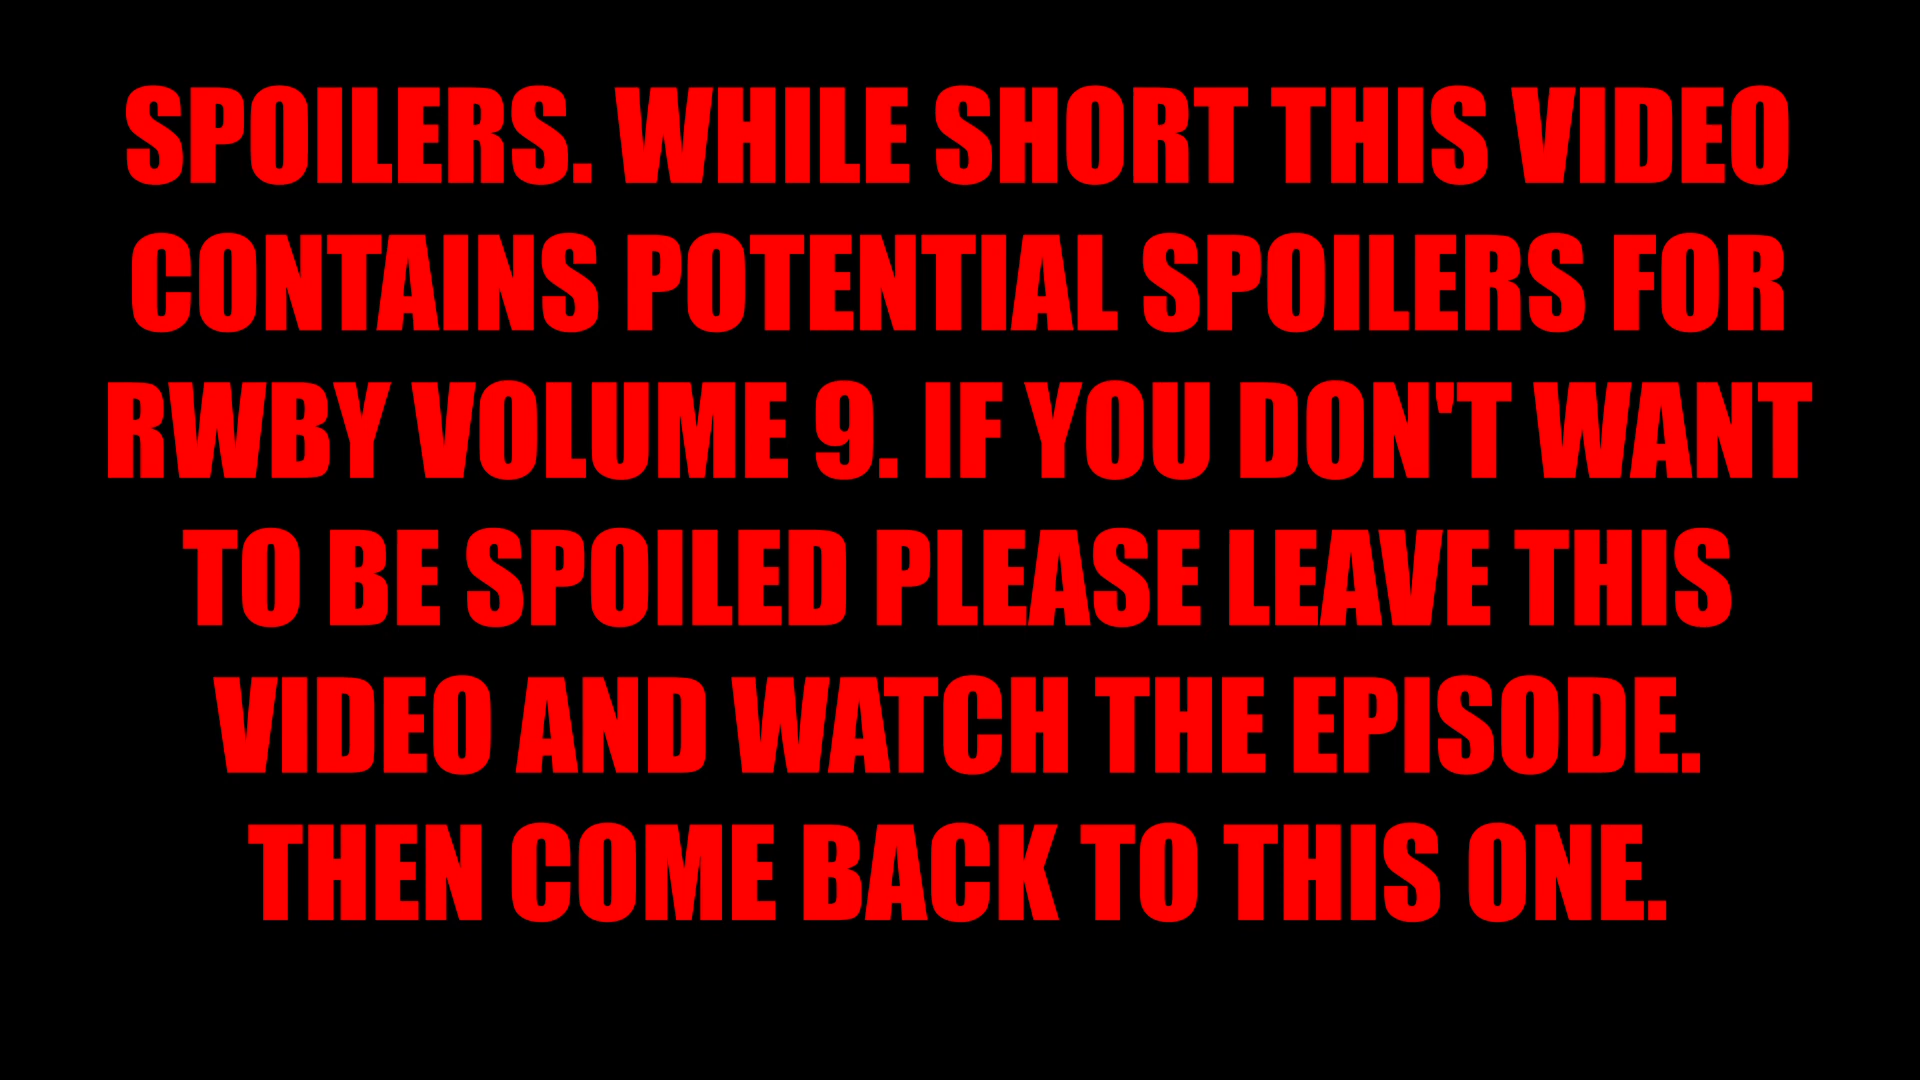 SPOILERS. WHILE SHORT THIS VIDEO
CONTAINS POTENTIAL SPOILERS FOR
RWBY VOLUME 9. IF YOU DON'T WANT
TO BE SPOILED PLEASE LEAVE THIS
VIDEO AND WATCH THE EPISODE.
THEN COME BACK TO THIS ONE.